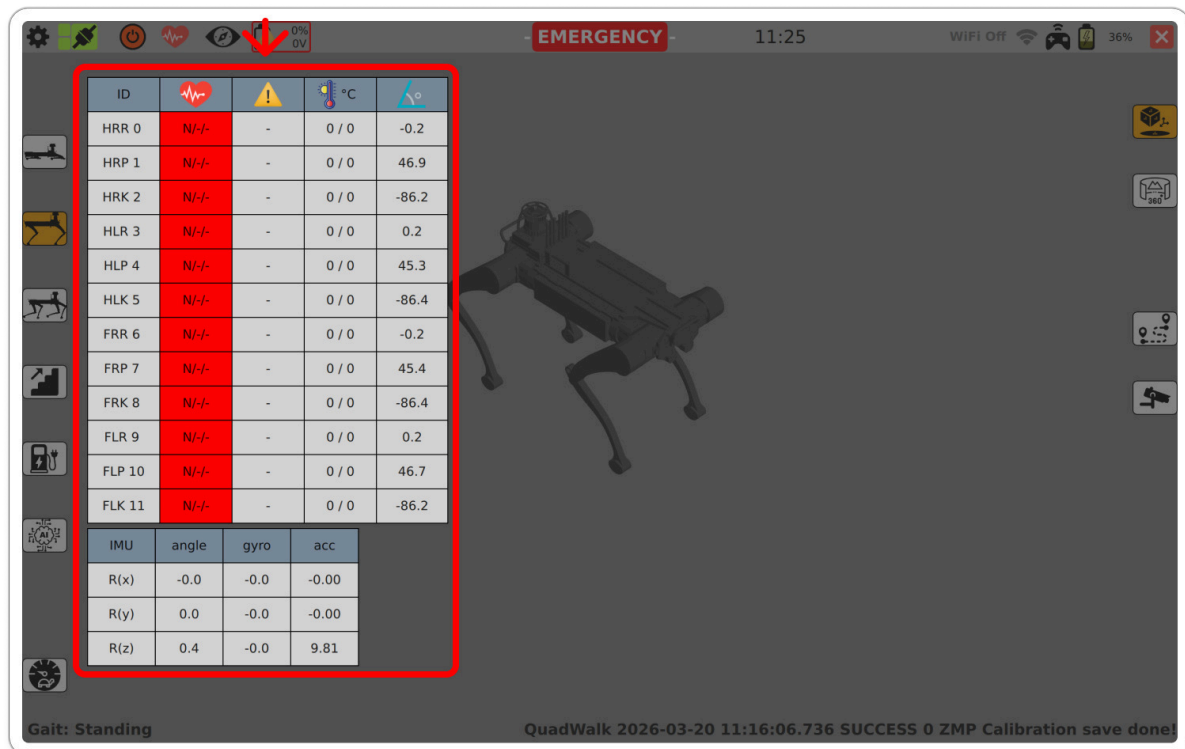 0%
0V
- EMERGENCY -
11:25
WiFi Off
36%
ID °C
HRR 0 N/-/- - 0 / 0 -0.2
HRP 1 N/-/- - 0 / 0 46.9
HRK 2 N/-/- - 0 / 0 -86.2
HLR 3 N/-/- - 0 / 0 0.2
HLP 4 N/-/- - 0 / 0 45.3
HLK 5 N/-/- - 0 / 0 -86.4
FRR 6 N/-/- - 0 / 0 -0.2
FRP 7 N/-/- - 0 / 0 45.4
FRK 8 N/-/- - 0 / 0 -86.4
FLR 9 N/-/- - 0 / 0 0.2
FLP 10 N/-/- - 0 / 0 46.7
FLK 11 N/-/- - 0 / 0 -86.2
IMU angle gyro acc
R(x) -0.0 -0.0 -0.00
R(y) 0.0 -0.0 -0.00
R(z) 0.4 -0.0 9.81
AI
360
Gait: Standing
QuadWalk 2026-03-20 11:16:06.736 SUCCESS 0 ZMP Calibration save done!